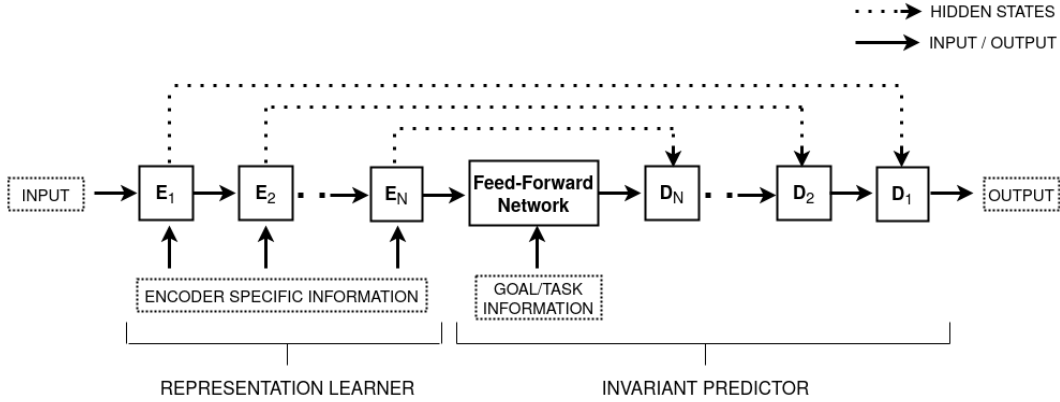 HIDDEN STATES
INPUT / OUTPUT
INPUT
E1
E2
EN
Feed-Forward
Network
DN
D2
D1
OUTPUT
ENCODER SPECIFIC INFORMATION
GOAL/TASK
INFORMATION
REPRESENTATION LEARNER
INVARIANT PREDICTOR